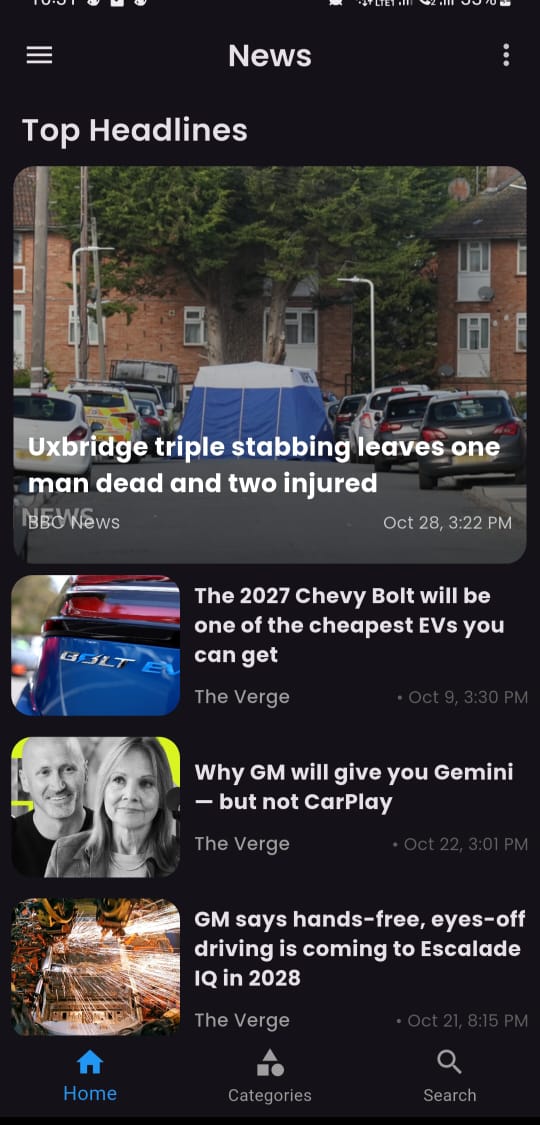 News
Top Headlines
Uxbridge triple stabbing leaves one
man dead and two injured
NEWS
BBC News
Oct 28, 3:22 PM
BOLT EV
The 2027 Chevy Bolt will be
one of the cheapest EVs you
can get
The Verge
• Oct 9, 3:30 PM
Why GM will give you Gemini
— but not CarPlay
The Verge
• Oct 22, 3:01 PM
GM says hands-free, eyes-off
driving is coming to Escalade
IQ in 2028
The Verge
• Oct 21, 8:15 PM
Home
Categories
Search